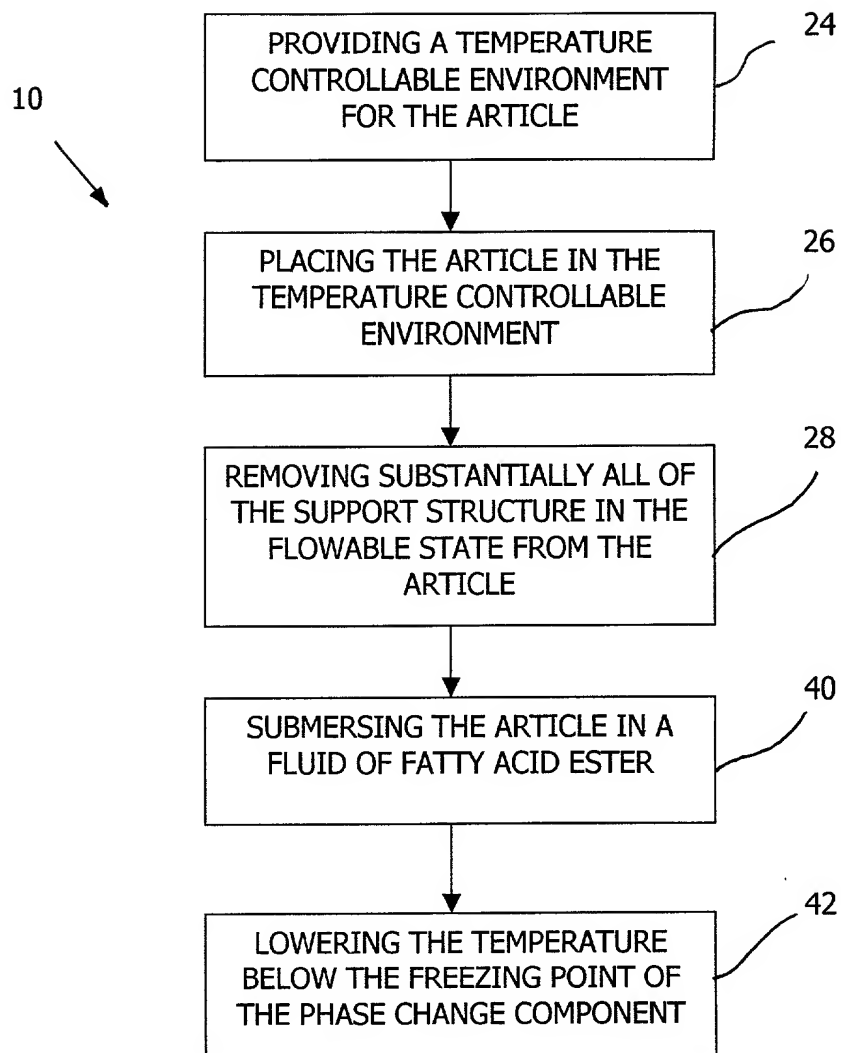 10
PROVIDING A TEMPERATURE
CONTROLLABLE ENVIRONMENT
FOR THE ARTICLE
24
PLACING THE ARTICLE IN THE
TEMPERATURE CONTROLLABLE
ENVIRONMENT
26
REMOVING SUBSTANTIALLY ALL OF
THE SUPPORT STRUCTURE IN THE
FLOWABLE STATE FROM THE
ARTICLE
28
SUBMERSING THE ARTICLE IN A
FLUID OF FATTY ACID ESTER
40
LOWERING THE TEMPERATURE
BELOW THE FREEZING POINT OF
THE PHASE CHANGE COMPONENT
42